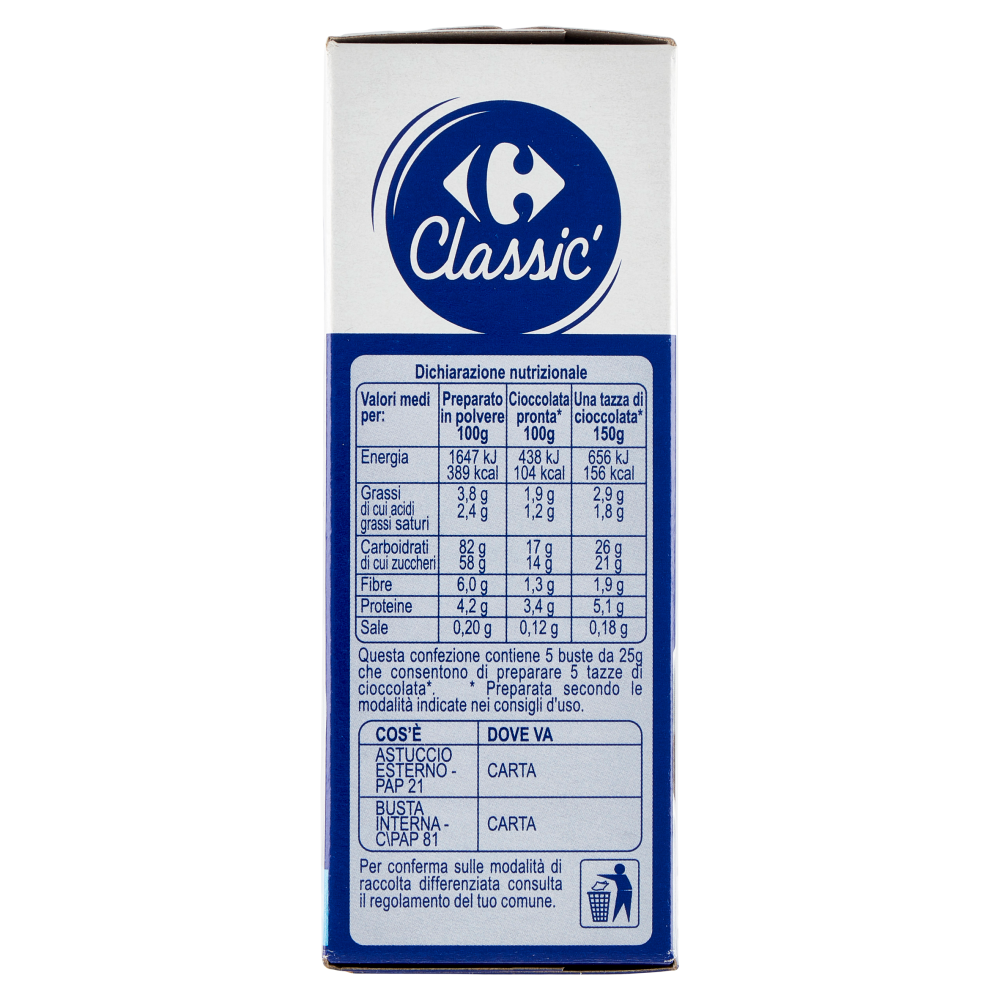 Classic'
Dichiarazione nutrizionale
Valori medi per: Preparato in polvere 100g Cioccolata pronta* 100g Una tazza di cioccolata* 150g
Energia 1647 kJ 438 kJ 656 kJ
389 kcal 104 kcal 156 kcal
Grassi 3,8 g 1,9 g 2,9 g
di cui acidi grassi saturi 2,4 g 1,2 g 1,8 g
Carboidrati 82 g 17 g 26 g
di cui zuccheri 58 g 14 g 21 g
Fibre 6,0 g 1,3 g 1,9 g
Proteine 4,2 g 3,4 g 5,1 g
Sale 0,20 g 0,12 g 0,18 g
Questa confezione contiene 5 buste da 25g
che consentono di preparare 5 tazze di
cioccolata*. * Preparata secondo le
modalità indicate nei consigli d'uso.
COS'È DOVE VA
ASTUCCIO
ESTERNO - CARTA
PAP 21
BUSTA
INTERNA - CARTA
C\PAP 81
Per conferma sulle modalità di
raccolta differenziata consulta
il regolamento del tuo comune.